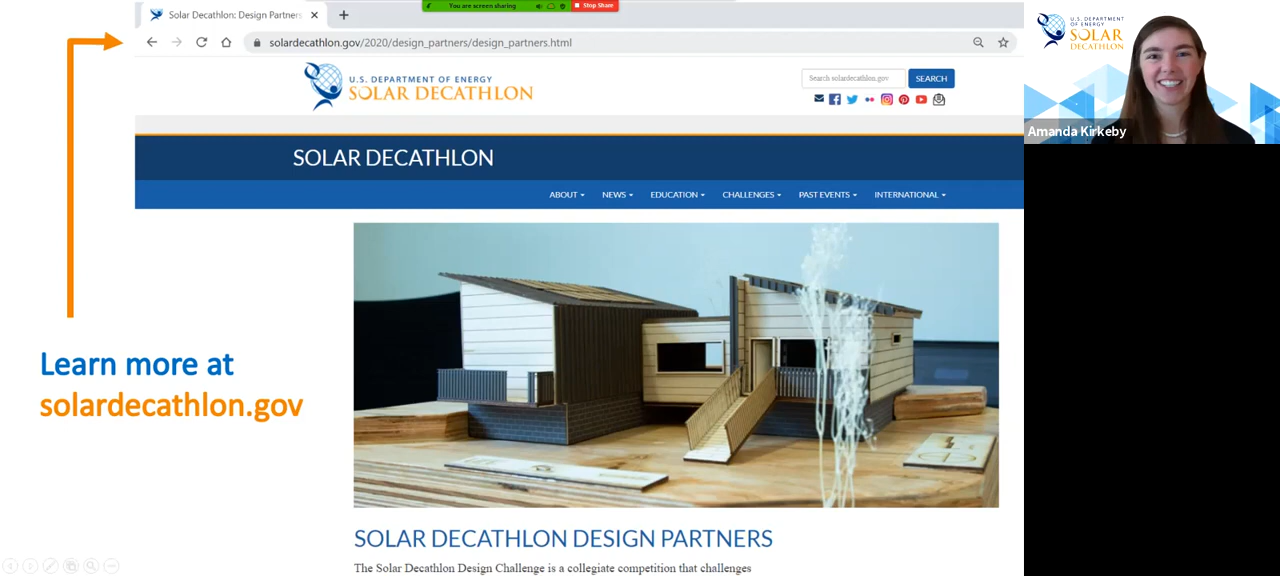 Solar Decathlon: Design Partners
You are screen sharing
Stop Share
solardecathlon.gov/2020/design_partners/design_partners.html
U.S. DEPARTMENT OF ENERGY
SOLAR DECATHLON
Search solardecathlon.gov
SEARCH
SOLAR DECATHLON
ABOUT
NEWS
EDUCATION
CHALLENGES
PAST EVENTS
INTERNATIONAL
Learn more at
solardecathlon.gov
SOLAR DECATHLON DESIGN PARTNERS
The Solar Decathlon Design Challenge is a collegiate competition that challenges
U.S. DEPARTMENT
OF ENERGY
SOLAR
DECATHLON
Amanda Kirkeby